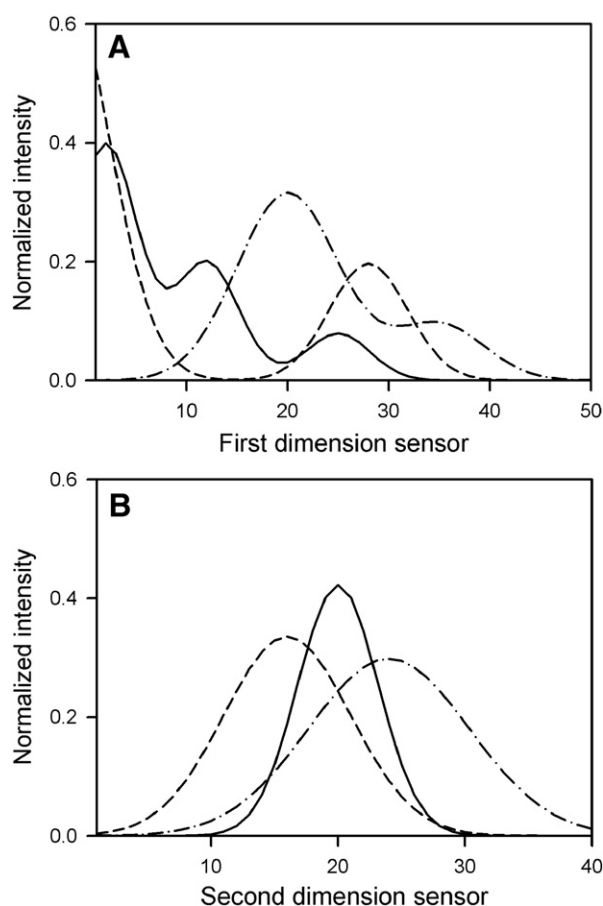 0.6
A
Normalized intensity
0.4
0.2
0.0
10 20 30 40 50
First dimension sensor
0.6
B
Normalized intensity
0.4
0.2
0.0
10 20 30 40
Second dimension sensor